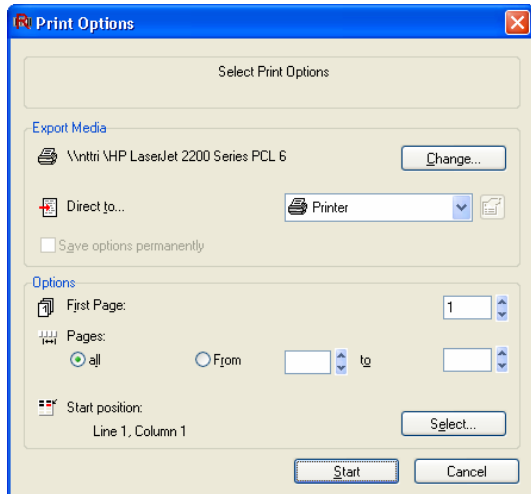 Print Options
Select Print Options
Export Media
\\nttri \HP LaserJet 2200 Series PCL 6
Change...
Direct to...
Printer
Save options permanently
Options
First Page:
1
Pages:
all
From
to
Start position:
Line 1, Column 1
Select...
Start
Cancel